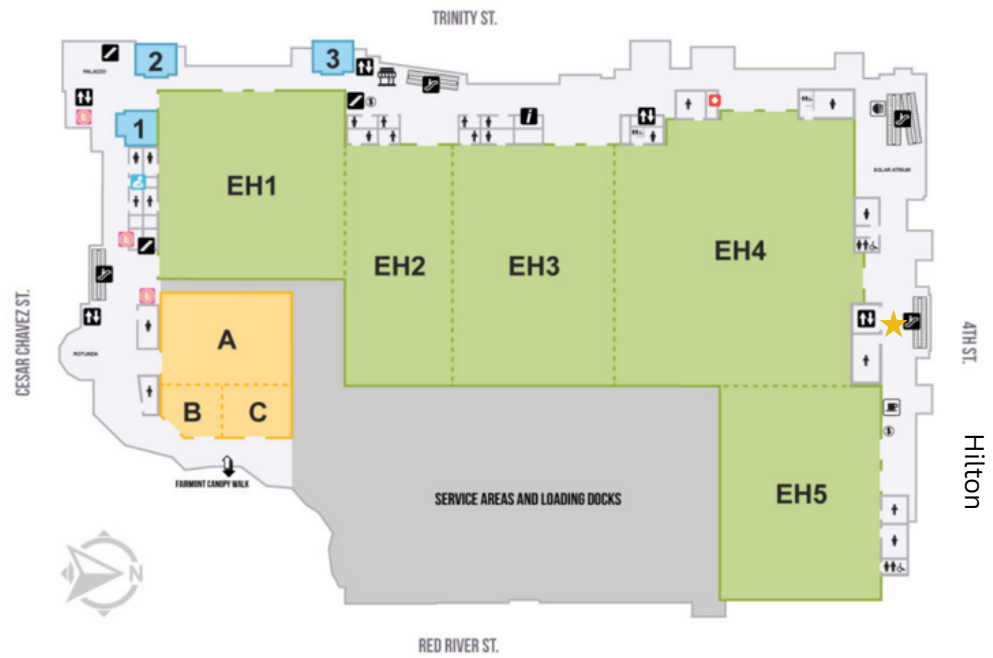 TRINITY ST.
2
3
PALAZZO
1
i
SOLAR ATRIUM
EH1
EH2
EH3
EH4
CESAR CHAVEZ ST.
A
4TH ST.
ROTUNDA
B
C
$
$
Hilton
FAIRMONT CANOPY WALK
SERVICE AREAS AND LOADING DOCKS
EH5
N
RED RIVER ST.